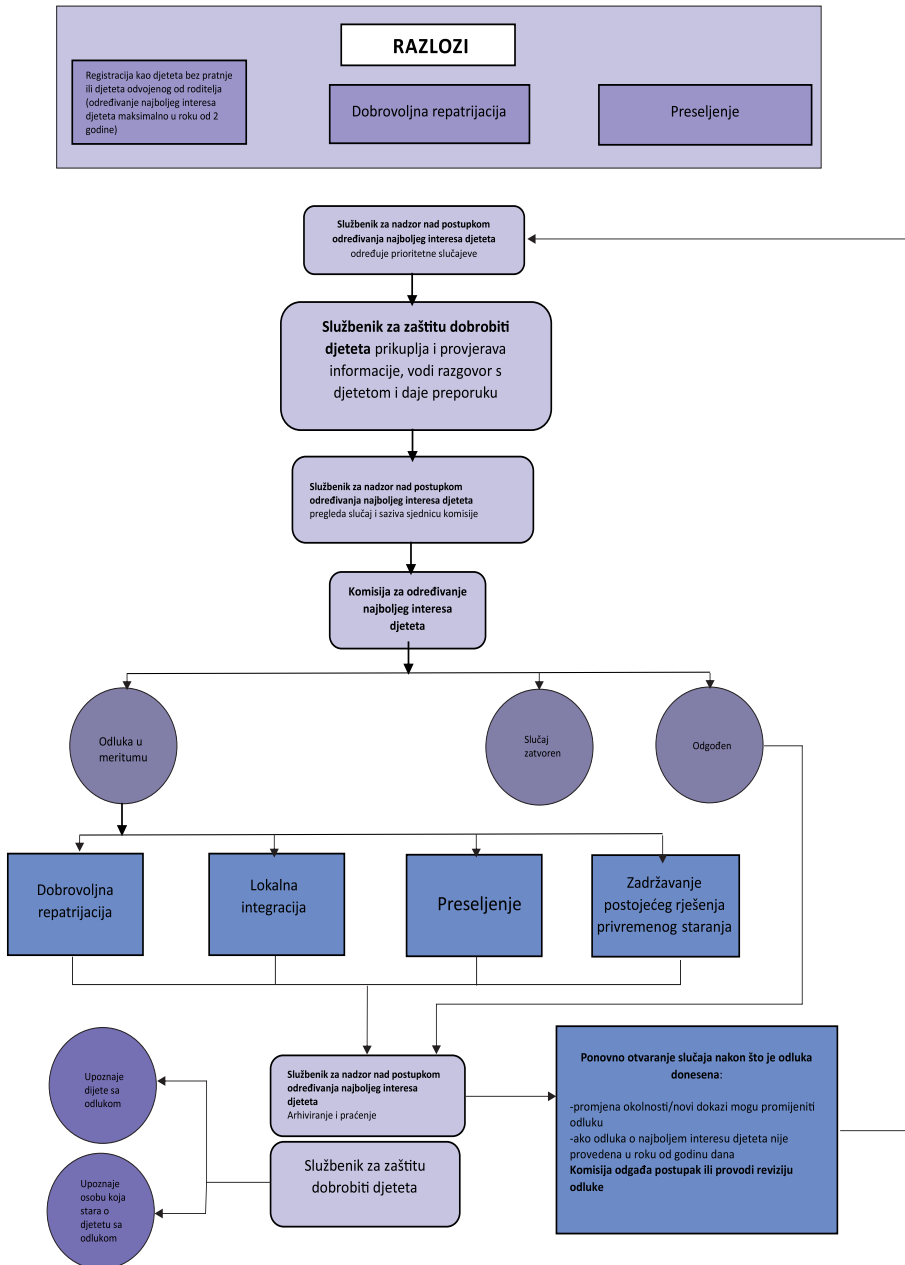 RAZLOZI
Registracija kao djeteta bez pratnje
ili djeteta odvojenog od roditelja
(određivanje najboljeg interesa
djeteta maksimalno u roku od 2
godine)
Dobrovoljna repatrijacija
Preseljenje
Službenik za nadzor nad postupkom
određivanja najboljeg interesa djeteta
određuje prioritetne slučajeve
Službenik za zaštitu dobrobiti
djeteta prikuplja i provjerava
informacije, vodi razgovor s
djetetom i daje preporuku
Službenik za nadzor nad postupkom
određivanja najboljeg interesa djeteta
pregleda slučaj i saziva sjednicu komisije
Komisija za određivanje
najboljeg interesa
djeteta
Odluka u
meritumu
Slučaj
zatvoren
Odgođen
Dobrovoljna
repatrijacija
Lokalna
integracija
Preseljenje
Zadržavanje
postojećeg rješenja
privremenog staranja
Upoznaje
dijete sa
odlukom
Upoznaje
osobu koja
stara o
djetetu sa
odlukom
Službenik za nadzor nad postupkom
određivanja najboljeg interesa
djeteta
Arhiviranje i praćenje
Službenik za zaštitu
dobrobiti djeteta
Ponovno otvaranje slučaja nakon što je odluka
donesena:
-promjena okolnosti/novi dokazi mogu promijeniti
odluku
-ako odluka o najboljem interesu djeteta nije
provedena u roku od godinu dana
Komisija odgađa postupak ili provodi reviziju
odluke